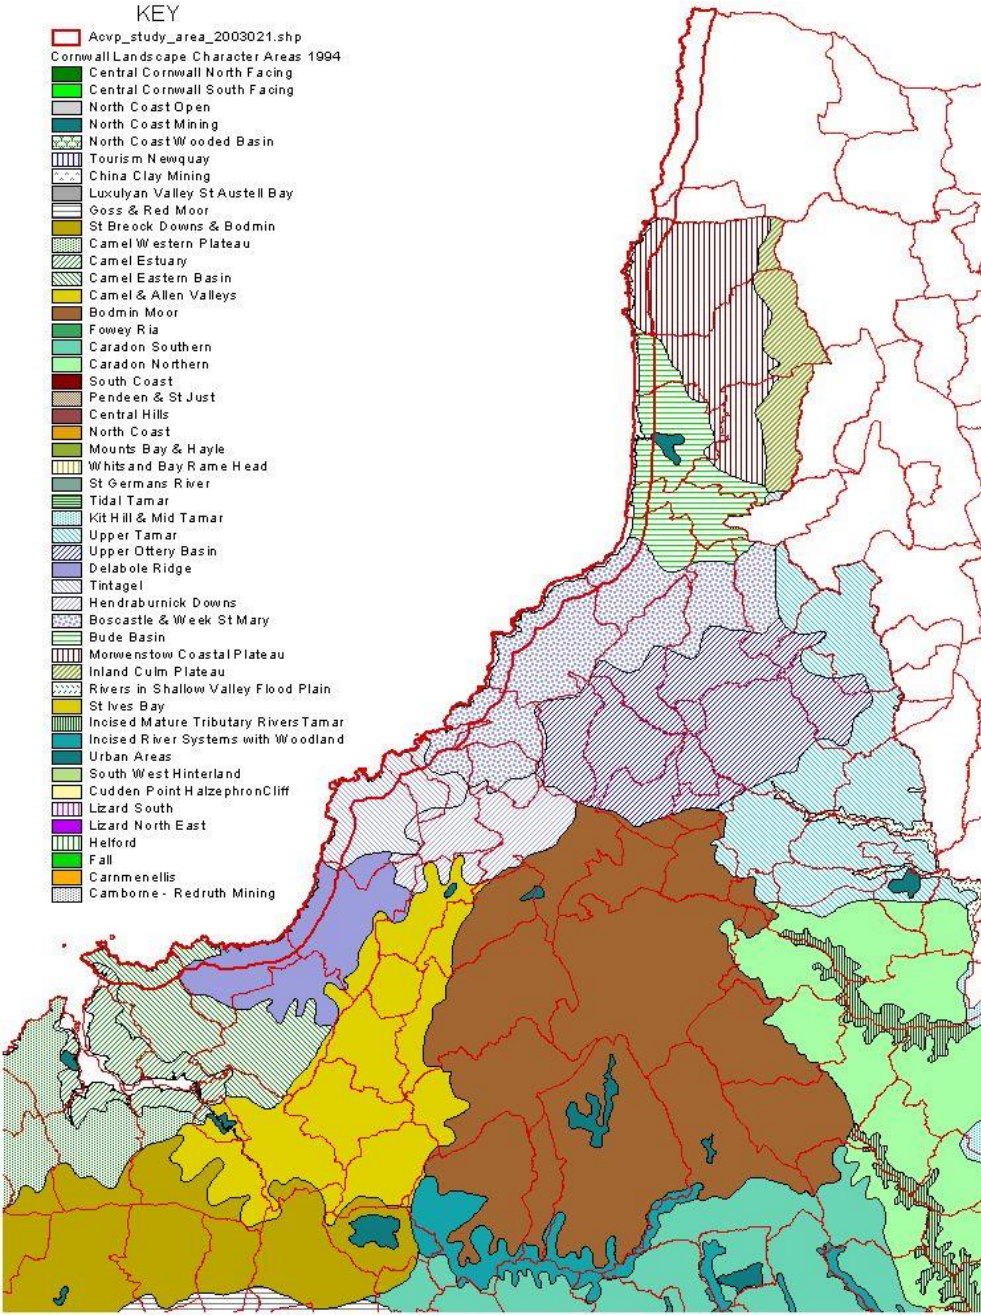 KEY
Acvp_study_area_2003021.shp
Cornwall Landscape Character Areas 1994
Central Cornwall North Facing
Central Cornwall South Facing
North Coast Open
North Coast Mining
North Coast Wooded Basin
Tourism Newquay
China Clay Mining
Luxulyan Valley St Austell Bay
Goss & Red Moor
St Breock Downs & Bodmin
Camel Western Plateau
Camel Estuary
Camel Eastern Basin
Camel & Allen Valleys
Bodmin Moor
Fowey Ria
Caradon Southern
Caradon Northern
South Coast
Pendeen & St Just
Central Hills
North Coast
Mounts Bay & Hayle
Whitsand Bay Rame Head
St Germans River
Tidal Tamar
Kit Hill & Mid Tamar
Upper Tamar
Upper Ottery Basin
Delabole Ridge
Tintagel
Hendraburnick Downs
Boscastle & Week St Mary
Bude Basin
Morwenstow Coastal Plateau
Inland Culm Plateau
Rivers in Shallow Valley Flood Plain
St Ives Bay
Incised Mature Tributary Rivers Tamar
Incised River Systems with Woodland
Urban Areas
South West Hinterland
Cudden Point Halzephron Cliff
Lizard South
Lizard North East
Helford
Fall
Carnmenellis
Camborne - Redruth Mining